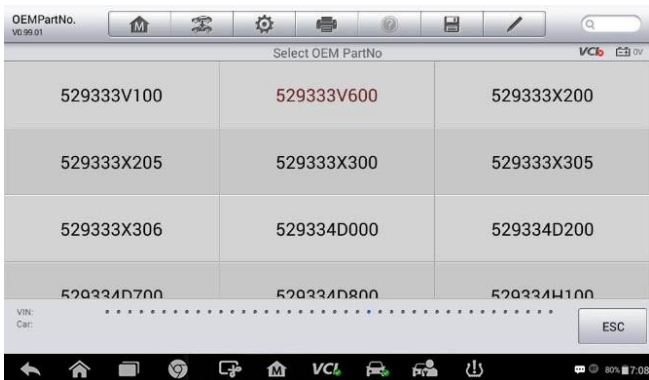 OEMPartNo.
V0.99.01
Select OEM PartNo
VCI
0V
529333V100 529333V600 529333X200
529333X205 529333X300 529333X305
529333X306 529334D000 529334D200
529334D700 529334D800 529334H100
VIN:
Car:
ESC
M VCI 80% 7:08